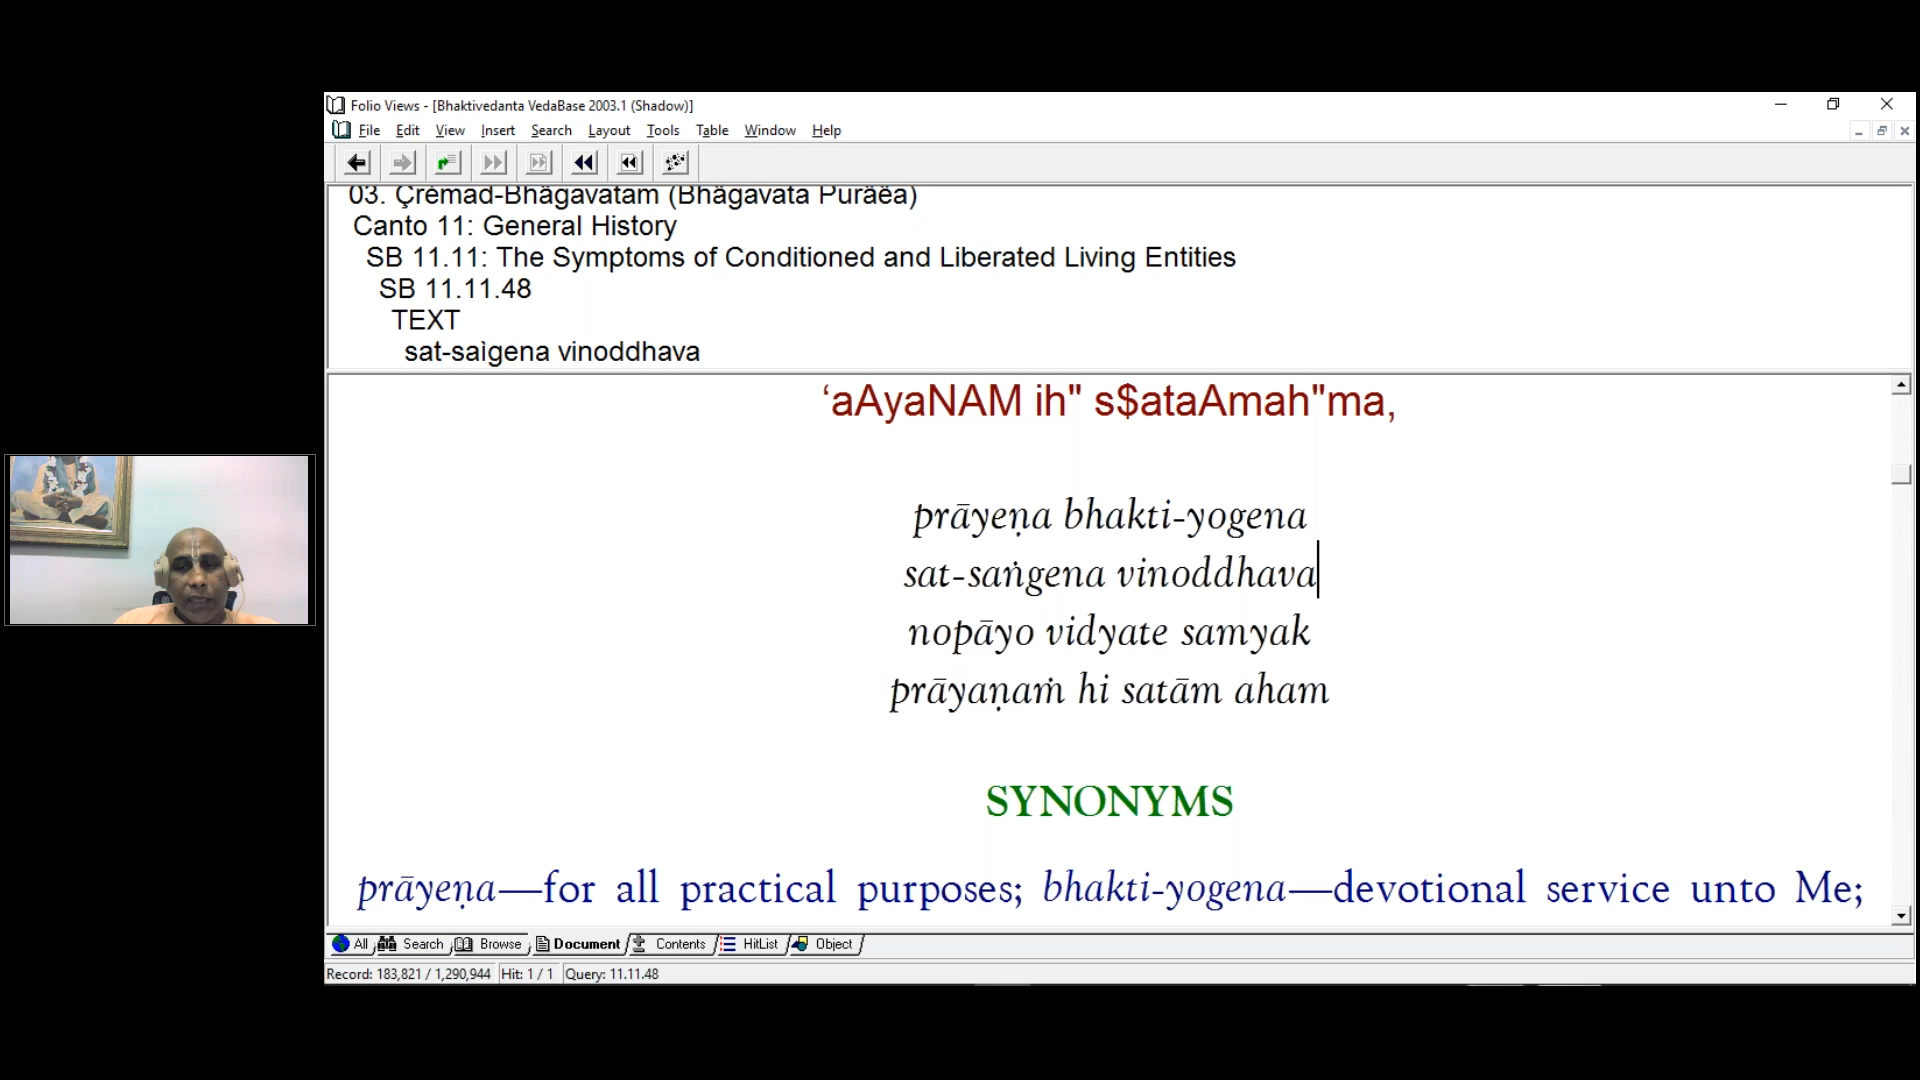 Folio Views - [Bhaktivedanta VedaBase 2003.1 (Shadow)]
File Edit View Insert Search Layout Tools Table Window Help
03. Çrémad-Bhägavatam (Bhägavata Puräëa)
Canto 11: General History
SB 11.11: The Symptoms of Conditioned and Liberated Living Entities
SB 11.11.48
TEXT
sat-saìgena vinoddhava
‘aAyaNAM ih" s$ataAmah"ma,
prāyeṇa bhakti-yogena
sat-saṅgena vinoddhava
nopāyo vidyate samyak
prāyaṇaṁ hi satām aham
SYNONYMS
prāyeṇa—for all practical purposes; bhakti-yogena—devotional service unto Me;
All Search Browse Document Contents HitList Object
Record: 183,821 / 1,290,944 Hit: 1 / 1 Query: 11.11.48